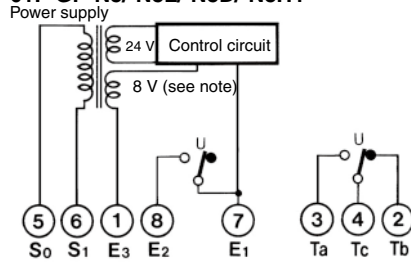 Power supply
24 V
Control circuit
8 V (see note)
U
U
5 6 1 8 7 3 4 2
S0 S1 E3 E2 E1 Ta Tc Tb